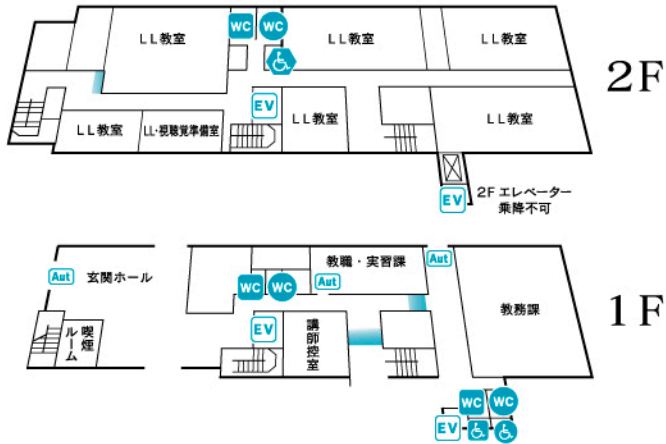 WC WC
LL教室
LL教室
LL教室
2F
EV
LL教室
LL・視聴覚準備室
LL教室
LL教室
EV
2F エレベーター
乗降不可
Aut
玄関ホール
教職・実習課
Aut
Aut
WC WC
教務課
1F
EV
講師控室
喫煙
ルーム
WC WC
EV